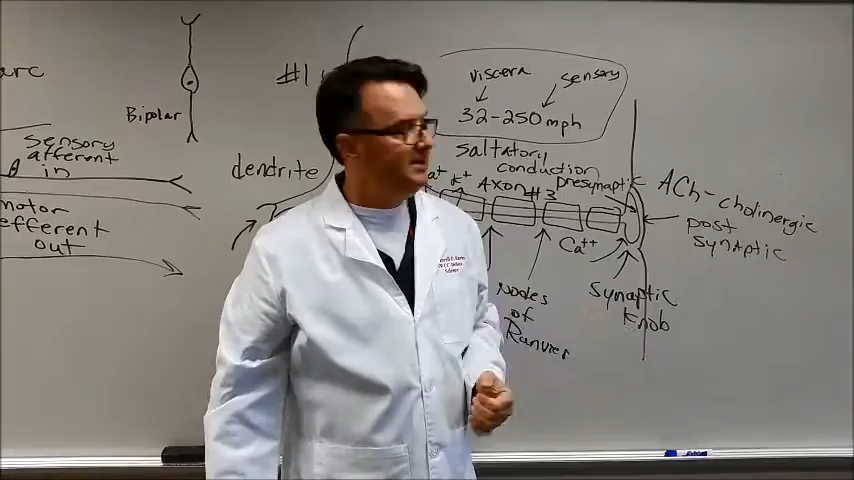 arc
Bipolar
sensory
afferent
in
motor
efferent
out
#1
dendrite
viscera
sensory
32-250 mph
saltatory
conduction
K+
Axon #3
presynaptic
Ca++
Nodes
of
Ranvier
Synaptic
Knob
ACh-cholinergic
post
synaptic